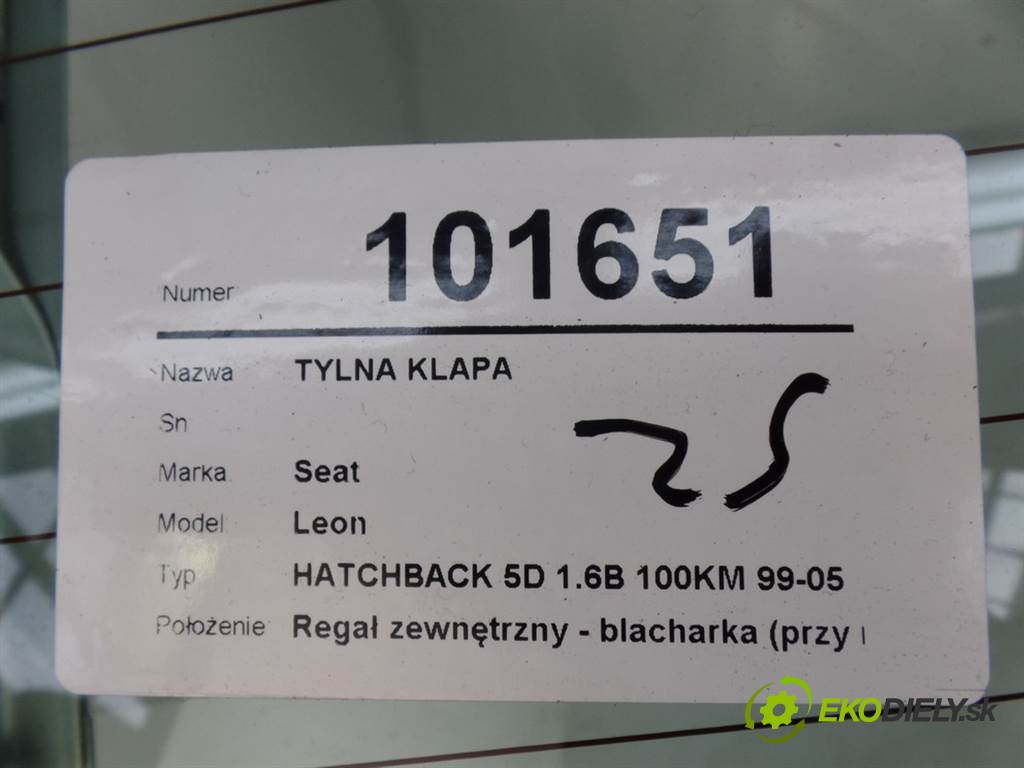 Numer 101651
Nazwa TYLNA KLAPA
Sn
Marka Seat
Model Leon
Typ HATCHBACK 5D 1.6B 100KM 99-05
Położenie Regał zewnętrzny - blacharka (przy
EKODIELY.sk